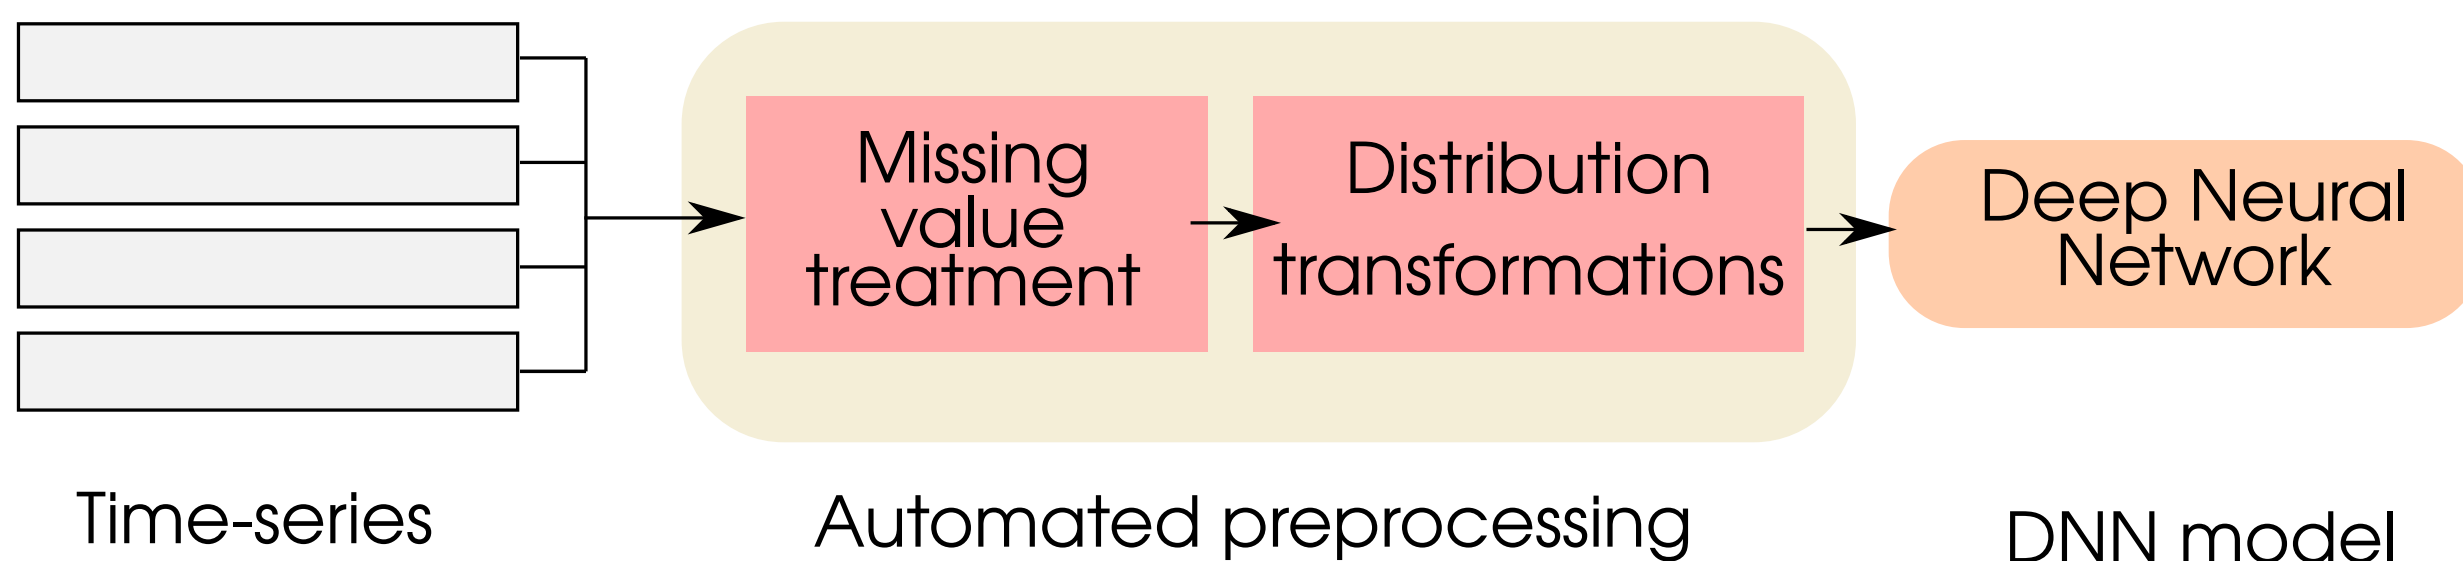 Missing
value
treatment
Distribution
transformations
Deep Neural
Network
Time-series
Automated preprocessing
DNN model